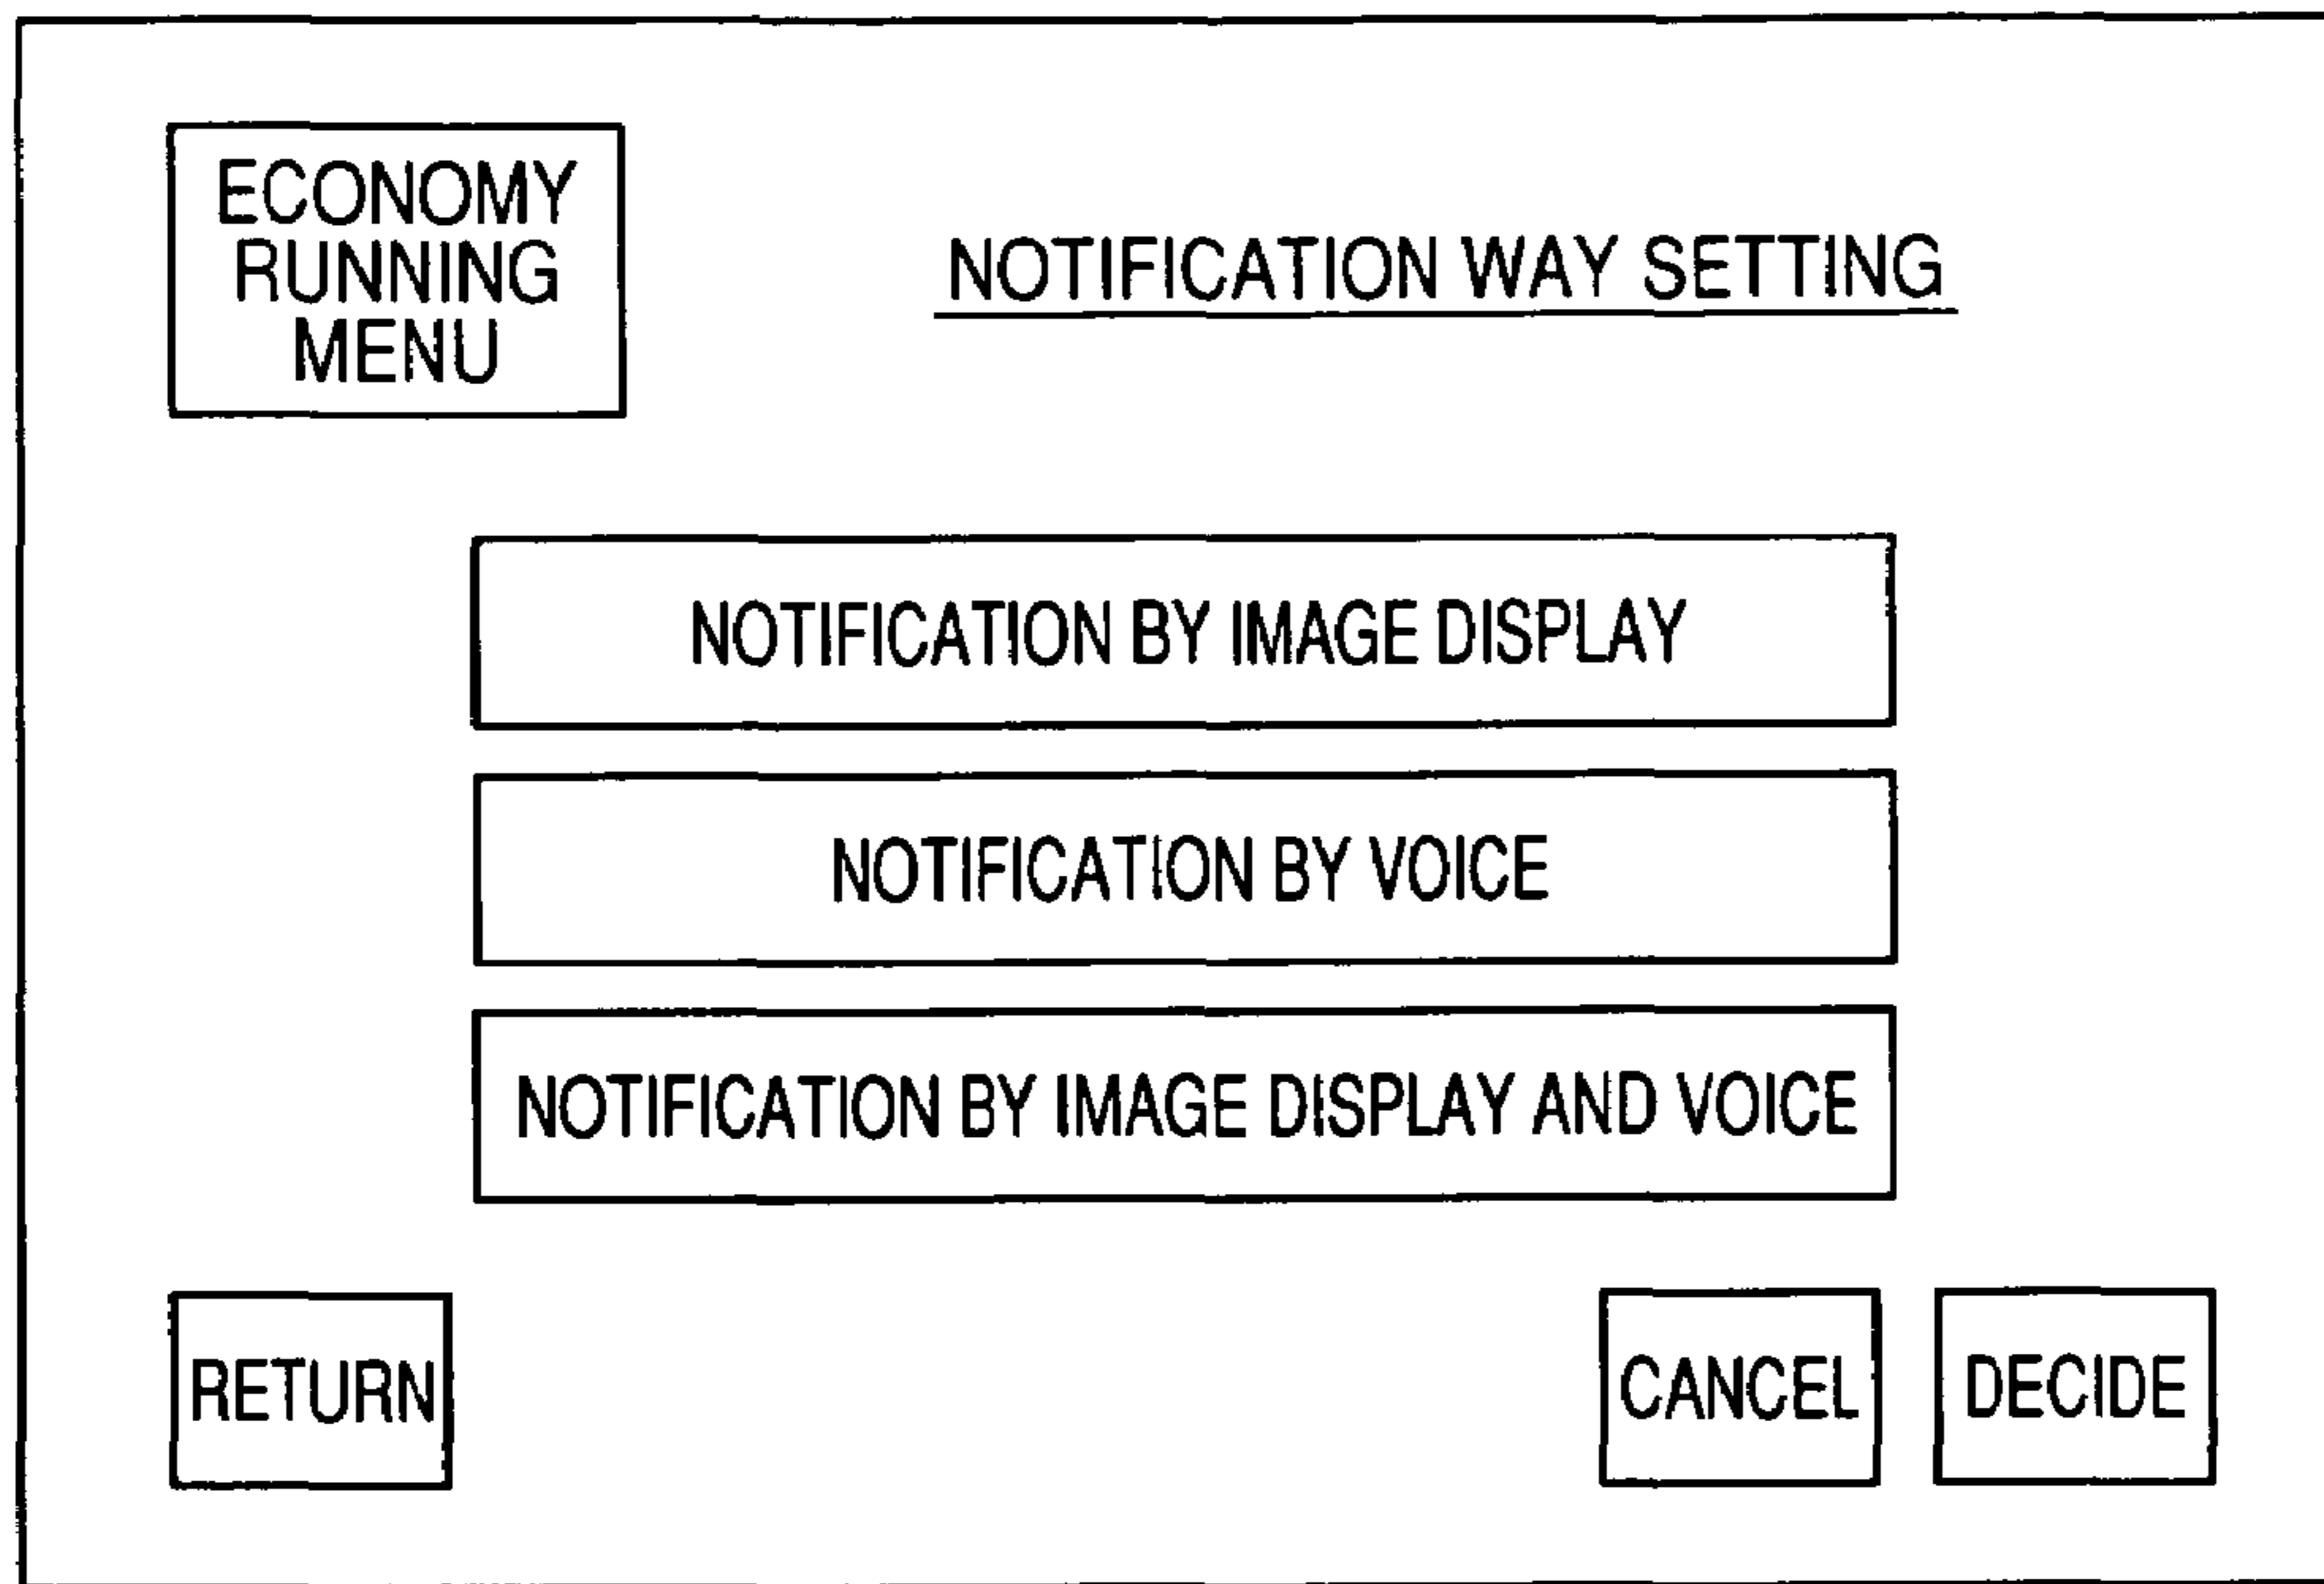 ECONOMY
RUNNING
MENU
NOTIFICATION WAY SETTING
NOTIFICATION BY IMAGE DISPLAY
NOTIFICATION BY VOICE
NOTIFICATION BY IMAGE DISPLAY AND VOICE
RETURN
CANCEL
DECIDE